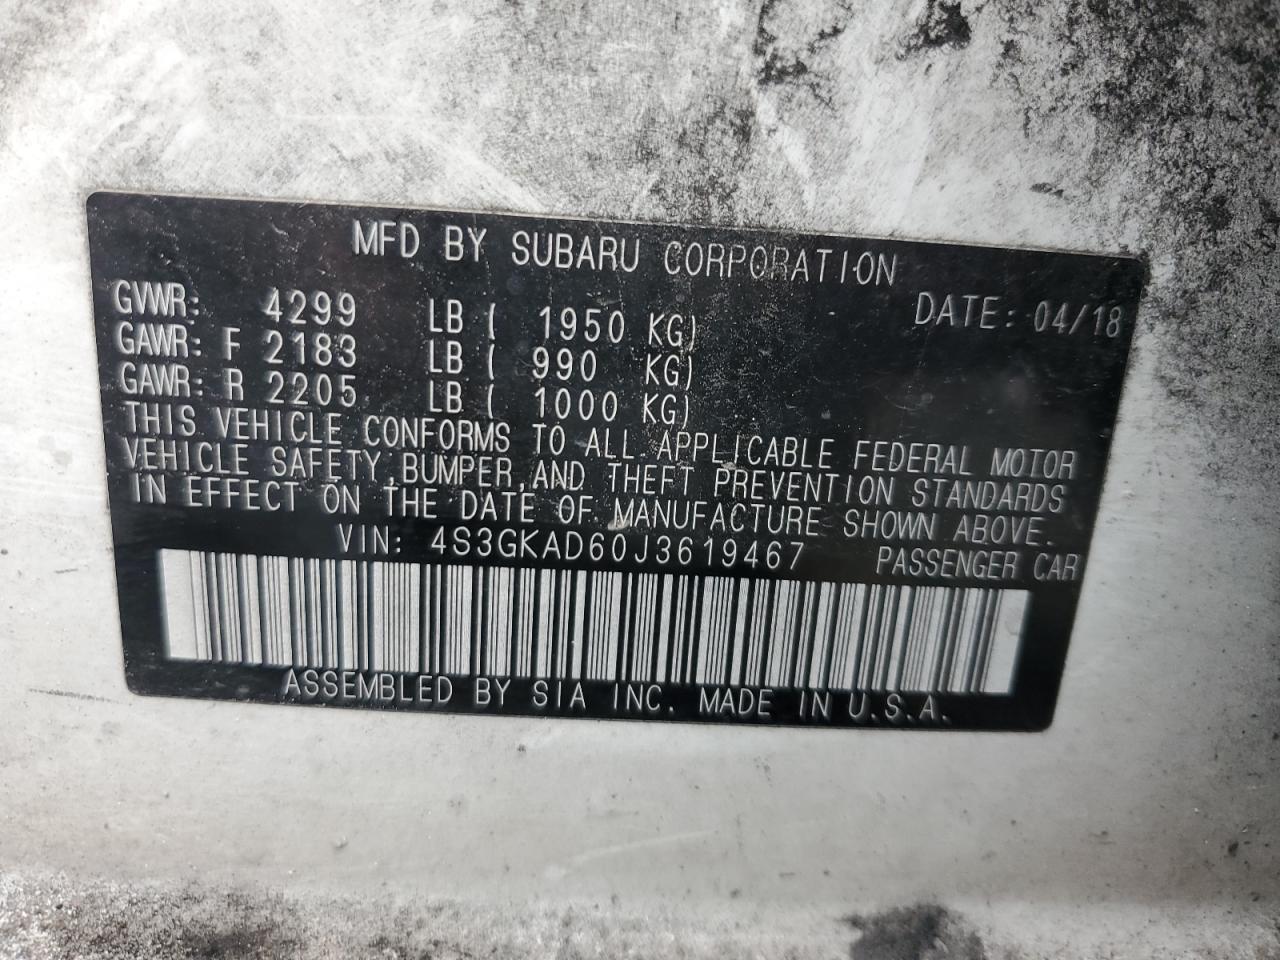 MFD BY SUBARU CORPORATION
DATE: 04/18
GVWR: 4299 LB ( 1950 KG)
GAWR: F 2183 LB ( 990 KG)
GAWR: R 2205 LB ( 1000 KG)
THIS VEHICLE CONFORMS TO ALL APPLICABLE FEDERAL MOTOR
VEHICLE SAFETY,BUMPER,AND THEFT PREVENTION STANDARDS
IN EFFECT ON THE DATE OF MANUFACTURE SHOWN ABOVE.
VIN: 4S3GKAD60J3619467 PASSENGER CAR
ASSEMBLED BY SIA INC. MADE IN U.S.A.